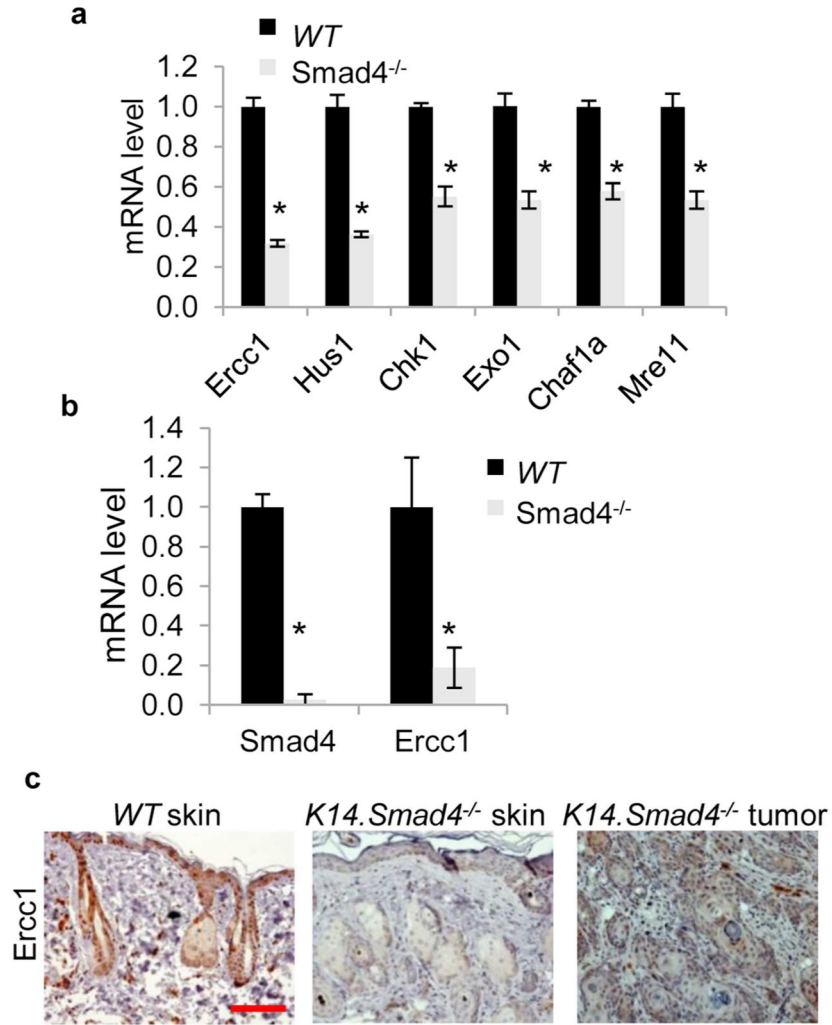 a
WT
Smad4-/-
mRNA level
1.2
1.0
0.8
0.6
0.4
0.2
0.0
*
*
*
*
*
*
Ercc1 Hus1 Chk1 Exo1 Chaf1a Mre11
b
WT
Smad4-/-
mRNA level
1.4
1.2
1.0
0.8
0.6
0.4
0.2
0.0
*
*
Smad4 Ercc1
c
WT skin K14.Smad4-/- skin K14.Smad4-/- tumor
Ercc1